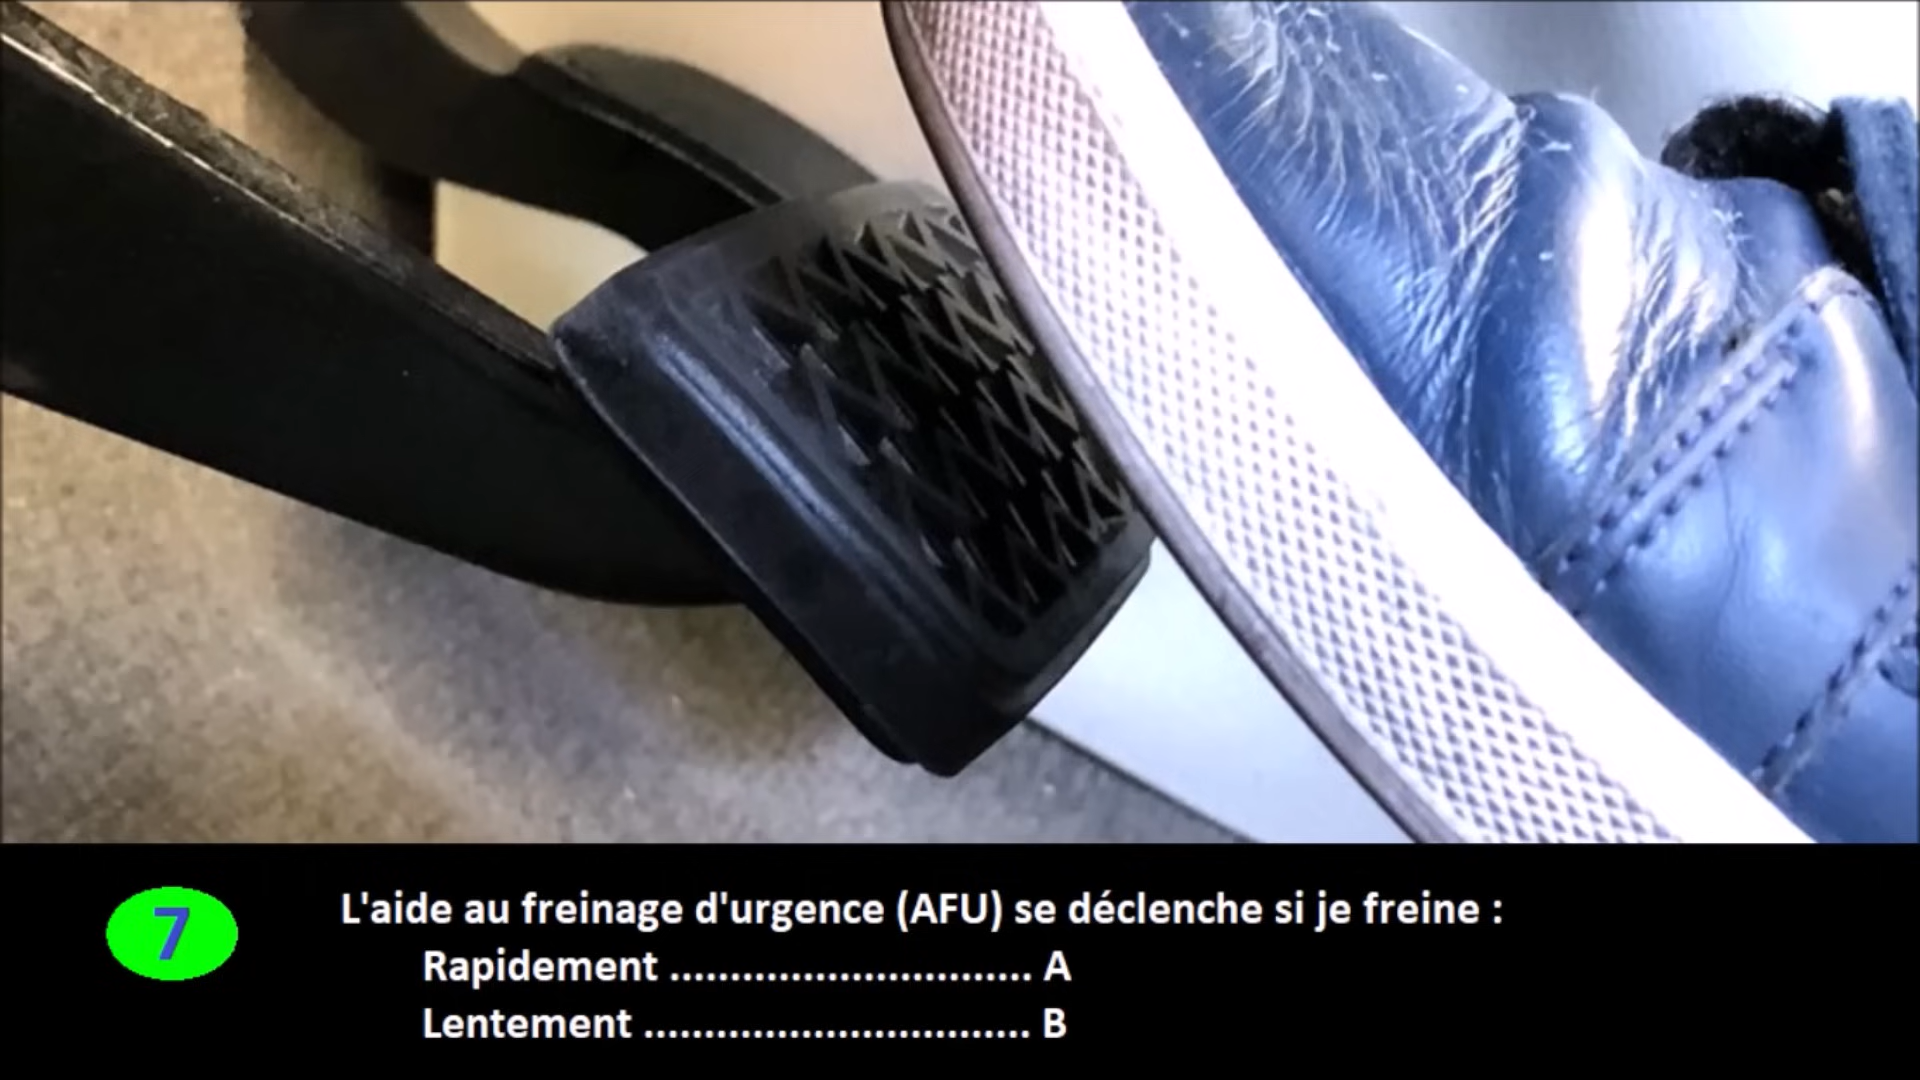 7
L'aide au freinage d'urgence (AFU) se déclenche si je freine :
Rapidement .............................. A
Lentement ................................ B